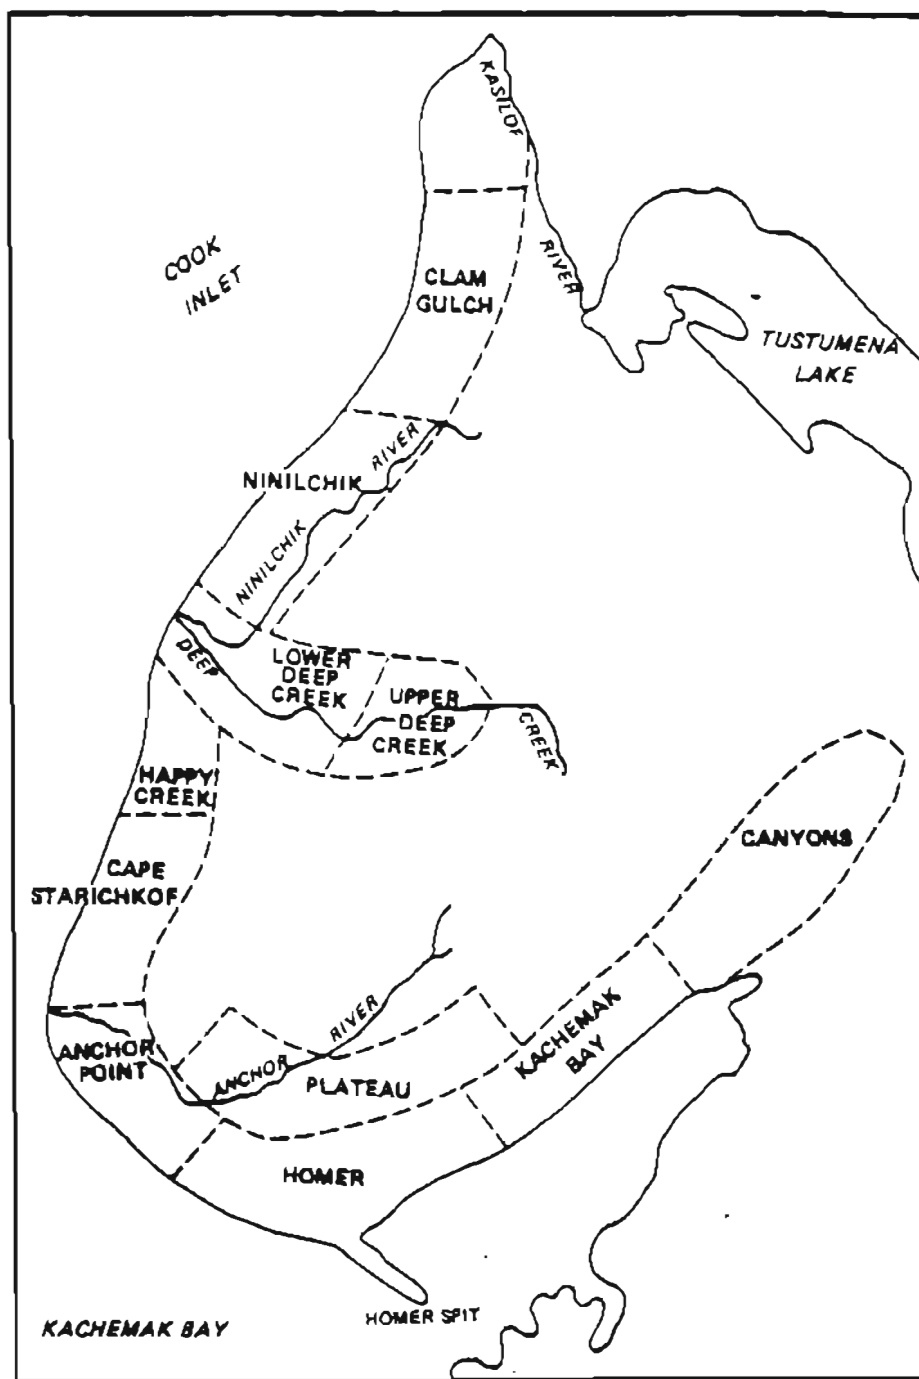 KASILOF
RIVER
COOK
INLET
CLAM
GULCH
TUSTUMENA
LAKE
RIVER
NINILCHIK
NINILCHIK
DEEP
LOWER
DEEP
CREEK
UPPER
DEEP
CREEK
CREEK
HAPPY
CREEK
CANYONS
CAPE
STARICHKOF
RIVER
KACHEMAK
BAY
ANCHOR
POINT
ANCHOR
PLATEAU
HOMER
HOMER SPIT
KACHEMAK BAY